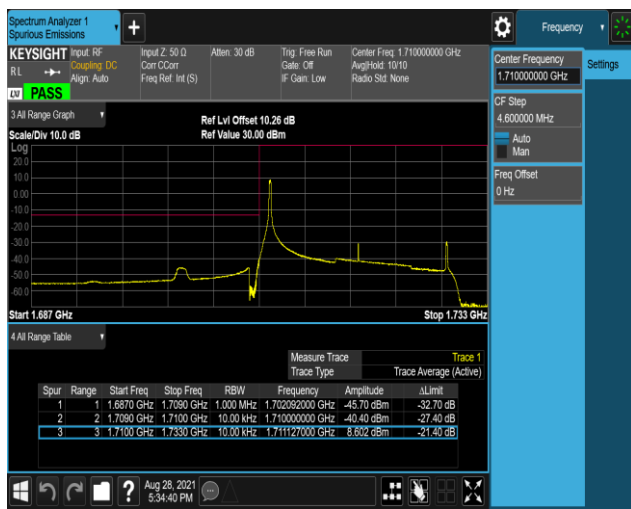 Spectrum Analyzer 1
Spurious Emissions
Frequency
KEYSIGHT
RL
Input: RF
Coupling: DC
Align: Auto
Input Z: 50 Ω
Corr CCorr
Freq Ref: Int (S)
Atten: 30 dB
Trig: Free Run
Gate: Off
IF Gain: Low
Center Freq: 1.710000000 GHz
Avg|Hold: 10/10
Radio Std: None
LXI PASS
3 All Range Graph
Scale/Div 10.0 dB
Ref Lvl Offset 10.26 dB
Ref Value 30.00 dBm
Log
20.0
10.0
0.00
-10.0
-20.0
-30.0
-40.0
-50.0
-60.0
Start 1.687 GHz
Stop 1.733 GHz
4 All Range Table
Measure Trace Trace 1
Trace Type Trace Average (Active)
Spur Range Start Freq Stop Freq RBW Frequency Amplitude ΔLimit
1 1 1.6870 GHz 1.7090 GHz 1.000 MHz 1.702092000 GHz -45.70 dBm -32.70 dB
2 2 1.7090 GHz 1.7100 GHz 10.00 kHz 1.710000000 GHz -40.40 dBm -27.40 dB
3 3 1.7100 GHz 1.7330 GHz 10.00 kHz 1.711127000 GHz 8.602 dBm -21.40 dB
Center Frequency
1.710000000 GHz
Settings
CF Step
4.600000 MHz
Auto
Man
Freq Offset
0 Hz
?
Aug 28, 2021
5:34:40 PM